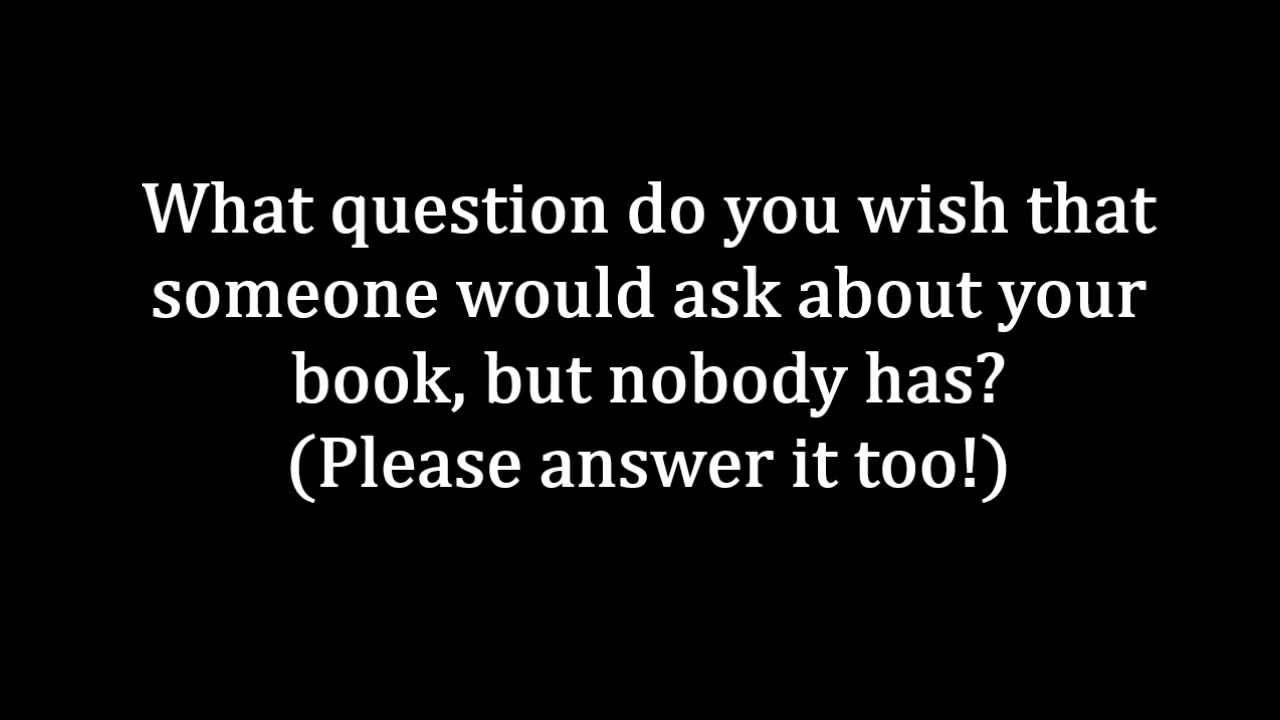 What question do you wish that
someone would ask about your
book, but nobody has?
(Please answer it too!)